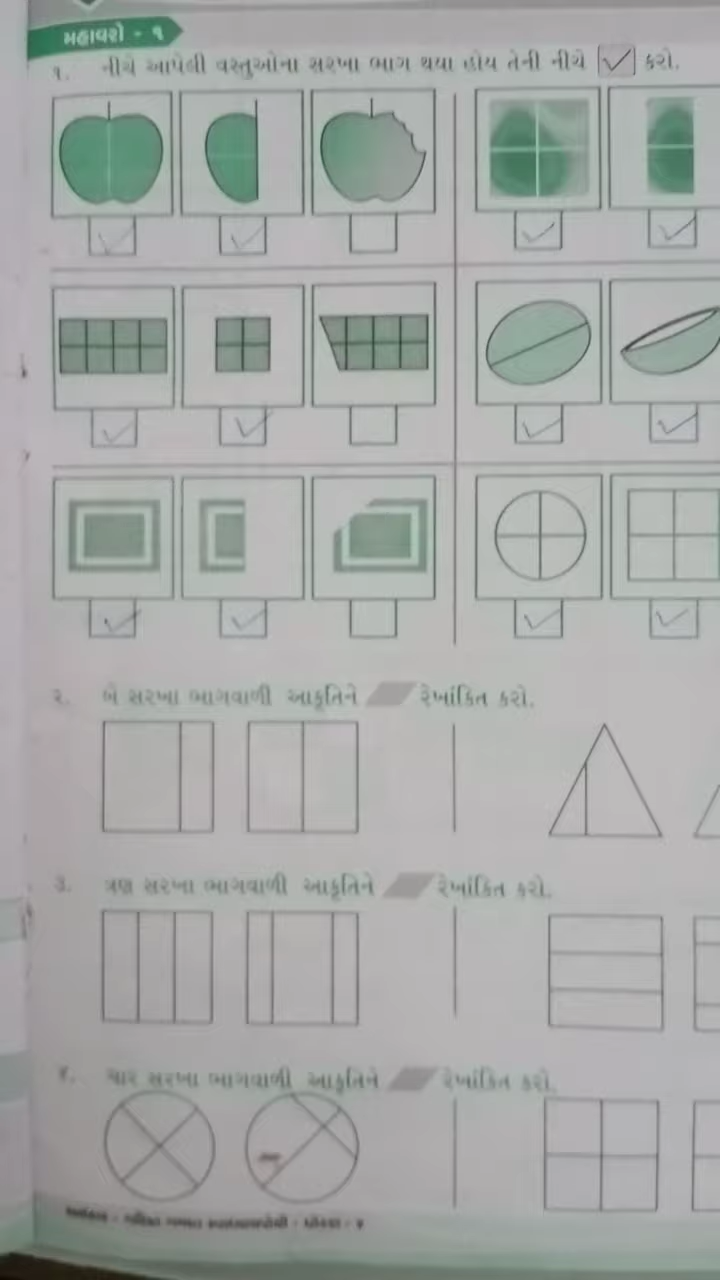 મહાવરો - ૧
૧. નીચે આપેલી વસ્તુઓના સરખા ભાગ થયા હોય તેની નીચે ✓ કરો.
૨. બે સરખા ભાગવાળી આકૃતિને રેખાંકિત કરો.
૩. ત્રણ સરખા ભાગવાળી આકૃતિને રેખાંકિત કરો.
૪. ચાર સરખા ભાગવાળી આકૃતિને રેખાંકિત કરો.